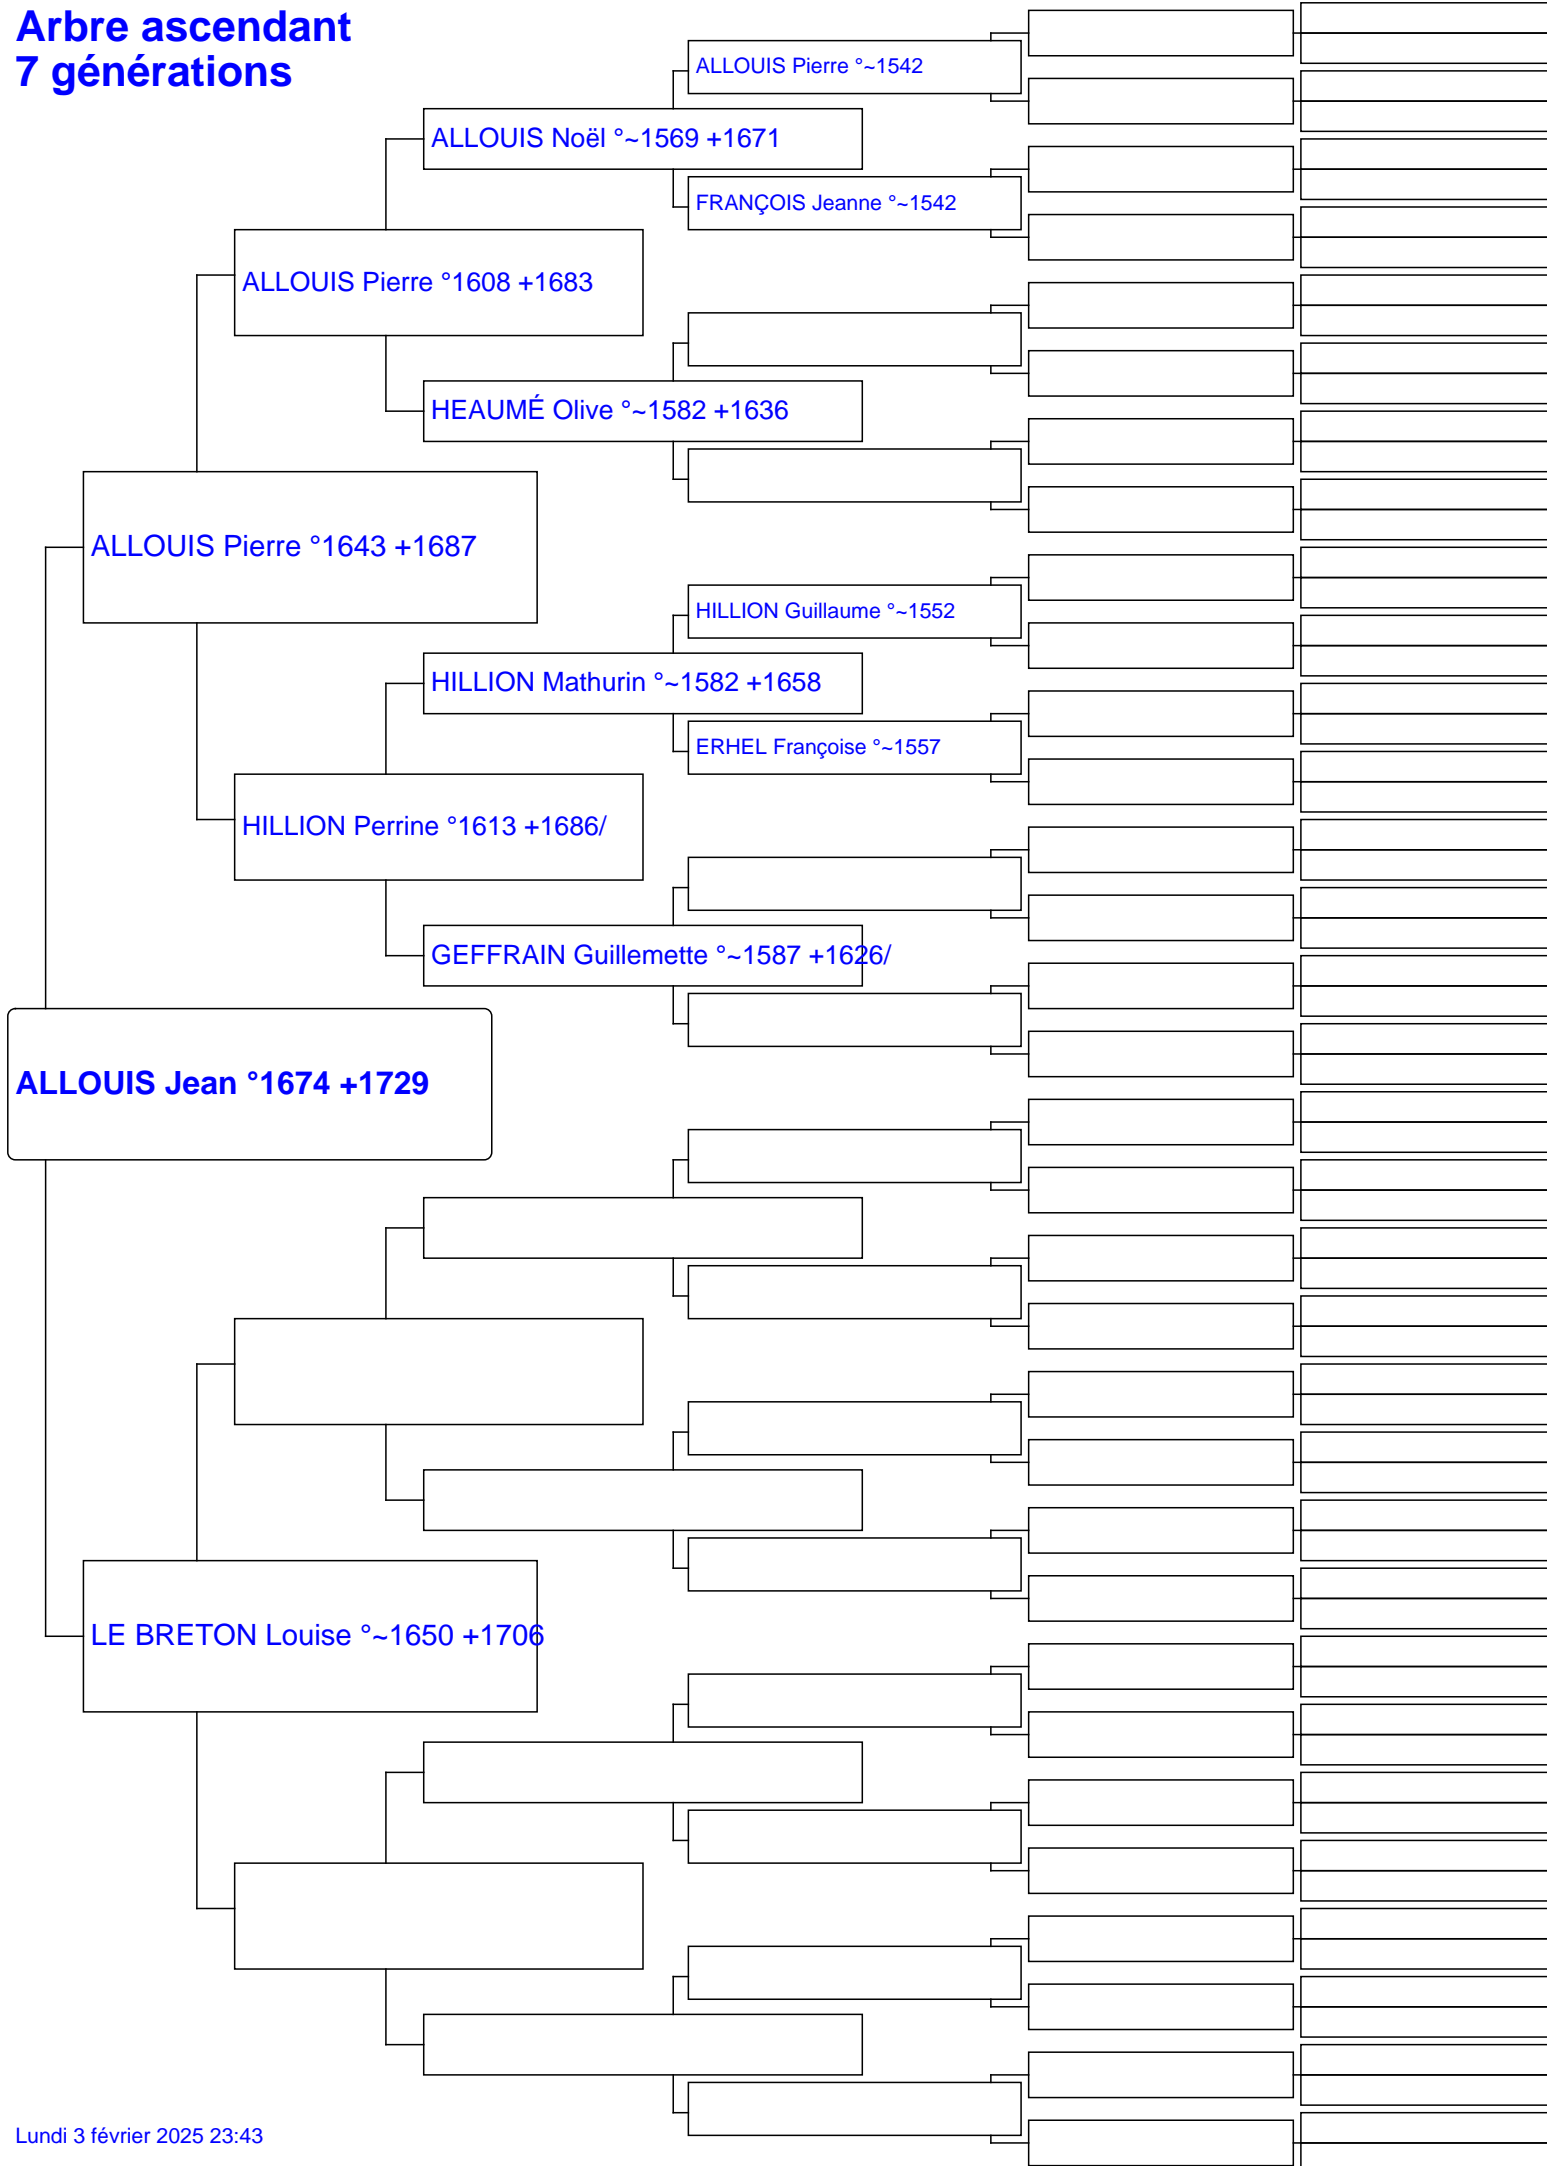 Arbre ascendant
7 générations
ALLOUIS Pierre °~1542
ALLOUIS Noël °~1569 +1671
FRANÇOIS Jeanne °~1542
ALLOUIS Pierre °1608 +1683
HEAUMÉ Olive °~1582 +1636
ALLOUIS Pierre °1643 +1687
HILLION Guillaume °~1552
HILLION Mathurin °~1582 +1658
ERHEL Françoise °~1557
HILLION Perrine °1613 +1686/
GEFFRAIN Guillemette °~1587 +1626/
ALLOUIS Jean °1674 +1729
LE BRETON Louise °~1650 +1706
Lundi 3 février 2025 23:43